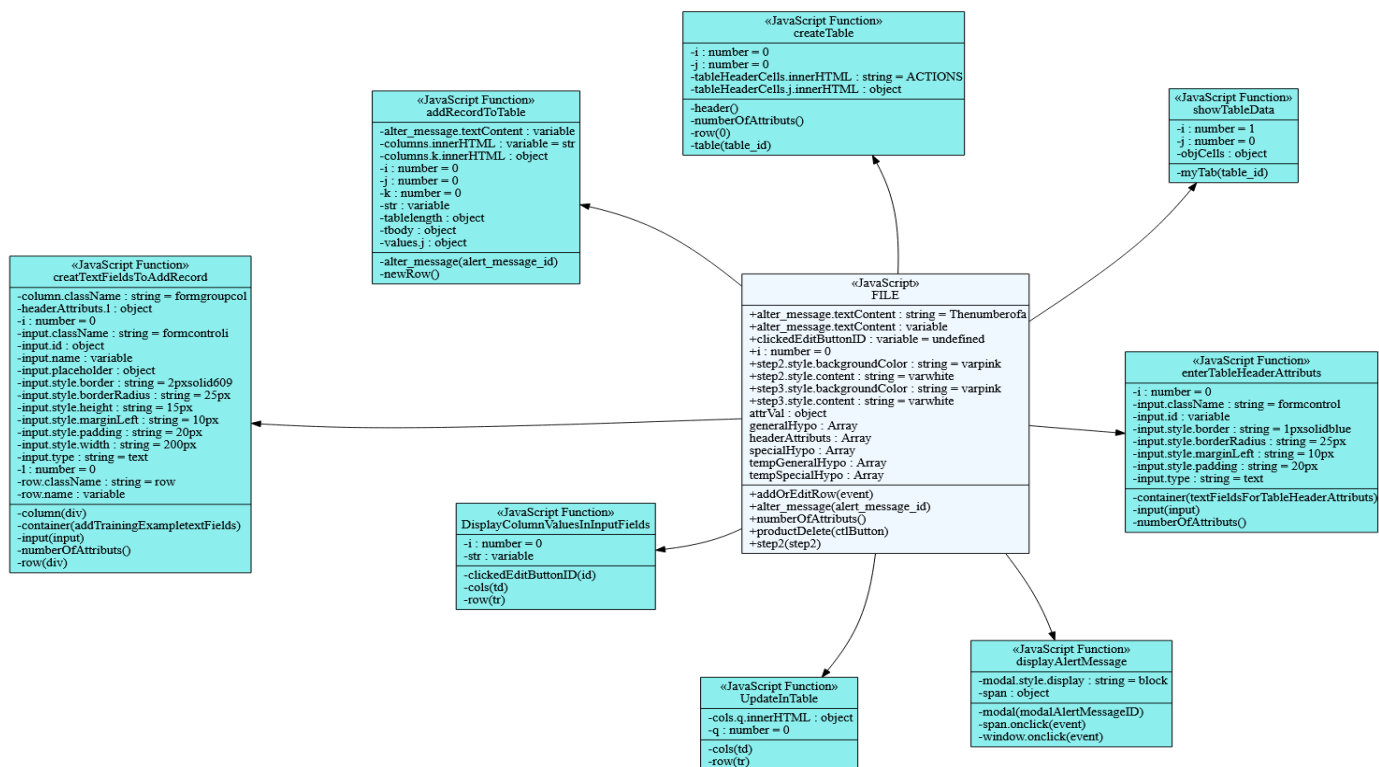 «JavaScript Function»
createTable
-i : number = 0
-j : number = 0
-tableHeaderCells.innerHTML : string = ACTIONS
-tableHeaderCells.j.innerHTML : object
-header()
-numberOfAttributs()
-row(0)
-table(table_id)
«JavaScript Function»
addRecordToTable
-alter_message.textContent : variable
-columns.innerHTML : variable = str
-columns.k.innerHTML : object
-i : number = 0
-j : number = 0
-k : number = 0
-str : variable
-tablelength : object
-tbody : object
-values.j : object
-alter_message(alert_message_id)
-newRow()
«JavaScript Function»
showTableData
-i : number = 1
-j : number = 0
-objCells : object
-myTab(table_id)
«JavaScript Function»
creatTextFieldsToAddRecord
-column.className : string = formgroupcol
-headerAttributs.l : object
-i : number = 0
-input.className : string = formcontroli
-input.id : object
-input.name : variable
-input.placeholder : object
-input.style.border : string = 2pxsolid609
-input.style.borderRadius : string = 25px
-input.style.height : string = 15px
-input.style.marginLeft : string = 10px
-input.style.padding : string = 20px
-input.style.width : string = 200px
-input.type : string = text
-l : number = 0
-row.className : string = row
-row.name : variable
-column(div)
-container(addTrainingExampletextFields)
-input(input)
-numberOfAttributs()
-row(div)
«JavaScript»
FILE
+alter_message.textContent : string = Thenumberofa
+alter_message.textContent : variable
+clickedEditButtonID : variable = undefined
+i : number = 0
+step2.style.backgroundColor : string = varpink
+step2.style.content : string = varwhite
+step3.style.backgroundColor : string = varpink
+step3.style.content : string = varwhite
attrVal : object
generalHypo : Array
headerAttributs : Array
specialHypo : Array
tempGeneralHypo : Array
tempSpecialHypo : Array
+addOrEditRow(event)
+alter_message(alert_message_id)
+numberOfAttributs()
+productDelete(ctlButton)
+step2(step2)
«JavaScript Function»
enterTableHeaderAttributs
-i : number = 0
-input.className : string = formcontrol
-input.id : variable
-input.style.border : string = 1pxsolidblue
-input.style.borderRadius : string = 25px
-input.style.marginLeft : string = 10px
-input.style.padding : string = 20px
-input.type : string = text
-container(textFieldsForTableHeaderAttributs)
-input(input)
-numberOfAttributs()
«JavaScript Function»
DisplayColumnValuesInInputFields
-i : number = 0
-str : variable
-clickedEditButtonID(id)
-cols(td)
-row(tr)
«JavaScript Function»
displayAlertMessage
-modal.style.display : string = block
-span : object
-modal(modalAlertMessageID)
-span.onclick(event)
-window.onclick(event)
«JavaScript Function»
UpdateInTable
-cols.q.innerHTML : object
-q : number = 0
-cols(td)
-row(tr)